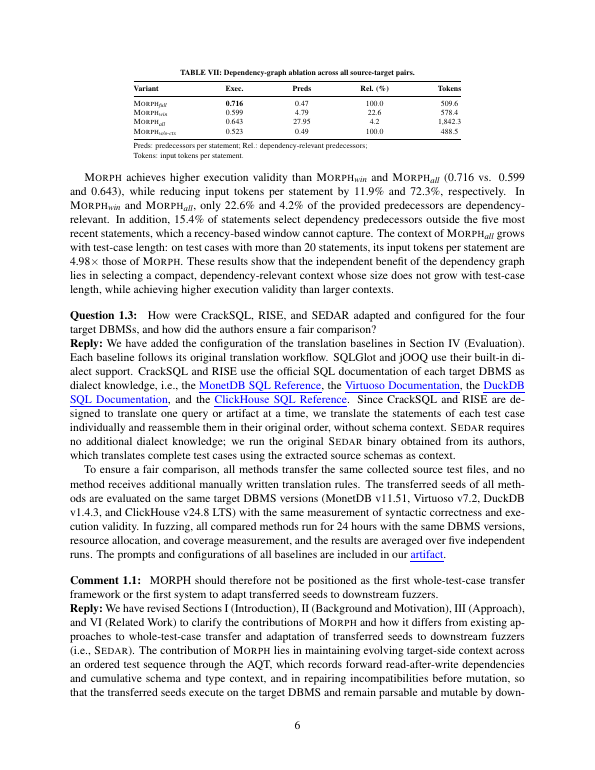 TABLE VII: Dependency-graph ablation across all source-target pairs.
Variant Exec. Preds Rel. (%) Tokens
MORPHfull 0.716 0.47 100.0 509.6
MORPHwin 0.599 4.79 22.6 578.4
MORPHall 0.643 27.95 4.2 1,842.3
MORPHw/o-ctx 0.523 0.49 100.0 488.5
Preds: predecessors per statement; Rel.: dependency-relevant predecessors;
Tokens: input tokens per statement.
MORPH achieves higher execution validity than MORPHwin and MORPHall (0.716 vs. 0.599
and 0.643), while reducing input tokens per statement by 11.9% and 72.3%, respectively. In
MORPHwin and MORPHall, only 22.6% and 4.2% of the provided predecessors are dependency-
relevant. In addition, 15.4% of statements select dependency predecessors outside the five most
recent statements, which a recency-based window cannot capture. The context of MORPHall grows
with test-case length: on test cases with more than 20 statements, its input tokens per statement are
4.98× those of MORPH. These results show that the independent benefit of the dependency graph
lies in selecting a compact, dependency-relevant context whose size does not grow with test-case
length, while achieving higher execution validity than larger contexts.
Question 1.3: How were CrackSQL, RISE, and SEDAR adapted and configured for the four
target DBMSs, and how did the authors ensure a fair comparison?
Reply: We have added the configuration of the translation baselines in Section IV (Evaluation).
Each baseline follows its original translation workflow. SQLGlot and jOOQ use their built-in di-
alect support. CrackSQL and RISE use the official SQL documentation of each target DBMS as
dialect knowledge, i.e., the MonetDB SQL Reference, the Virtuoso Documentation, the DuckDB
SQL Documentation, and the ClickHouse SQL Reference. Since CrackSQL and RISE are de-
signed to translate one query or artifact at a time, we translate the statements of each test case
individually and reassemble them in their original order, without schema context. SEDAR requires
no additional dialect knowledge; we run the original SEDAR binary obtained from its authors,
which translates complete test cases using the extracted source schemas as context.
To ensure a fair comparison, all methods transfer the same collected source test files, and no
method receives additional manually written translation rules. The transferred seeds of all meth-
ods are evaluated on the same target DBMS versions (MonetDB v11.51, Virtuoso v7.2, DuckDB
v1.4.3, and ClickHouse v24.8 LTS) with the same measurement of syntactic correctness and exe-
cution validity. In fuzzing, all compared methods run for 24 hours with the same DBMS versions,
resource allocation, and coverage measurement, and the results are averaged over five independent
runs. The prompts and configurations of all baselines are included in our artifact.
Comment 1.1: MORPH should therefore not be positioned as the first whole-test-case transfer
framework or the first system to adapt transferred seeds to downstream fuzzers.
Reply: We have revised Sections I (Introduction), II (Background and Motivation), III (Approach),
and VI (Related Work) to clarify the contributions of MORPH and how it differs from existing ap-
proaches to whole-test-case transfer and adaptation of transferred seeds to downstream fuzzers
(i.e., SEDAR). The contribution of MORPH lies in maintaining evolving target-side context across
an ordered test sequence through the AQT, which records forward read-after-write dependencies
and cumulative schema and type context, and in repairing incompatibilities before mutation, so
that the transferred seeds execute on the target DBMS and remain parsable and mutable by down-
6